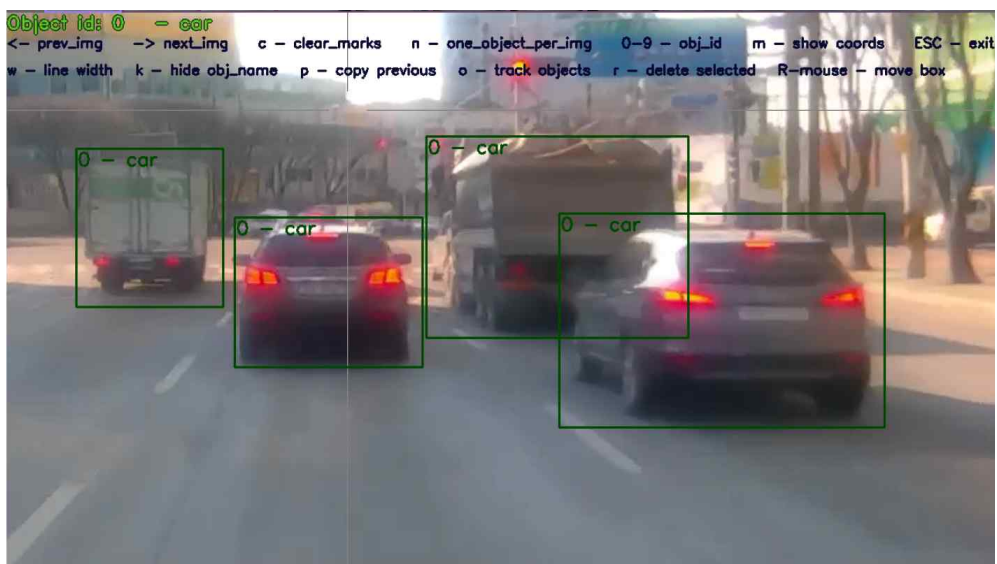 Object id: 0 - car
<- prev_img -> next_img c - clear_marks n - one_object_per_img 0-9 - obj_id m - show coords ESC - exit
w - line width k - hide obj_name p - copy previous o - track objects r - delete selected R-mouse - move box
0 - car
0 - car
0 - car
0 - car